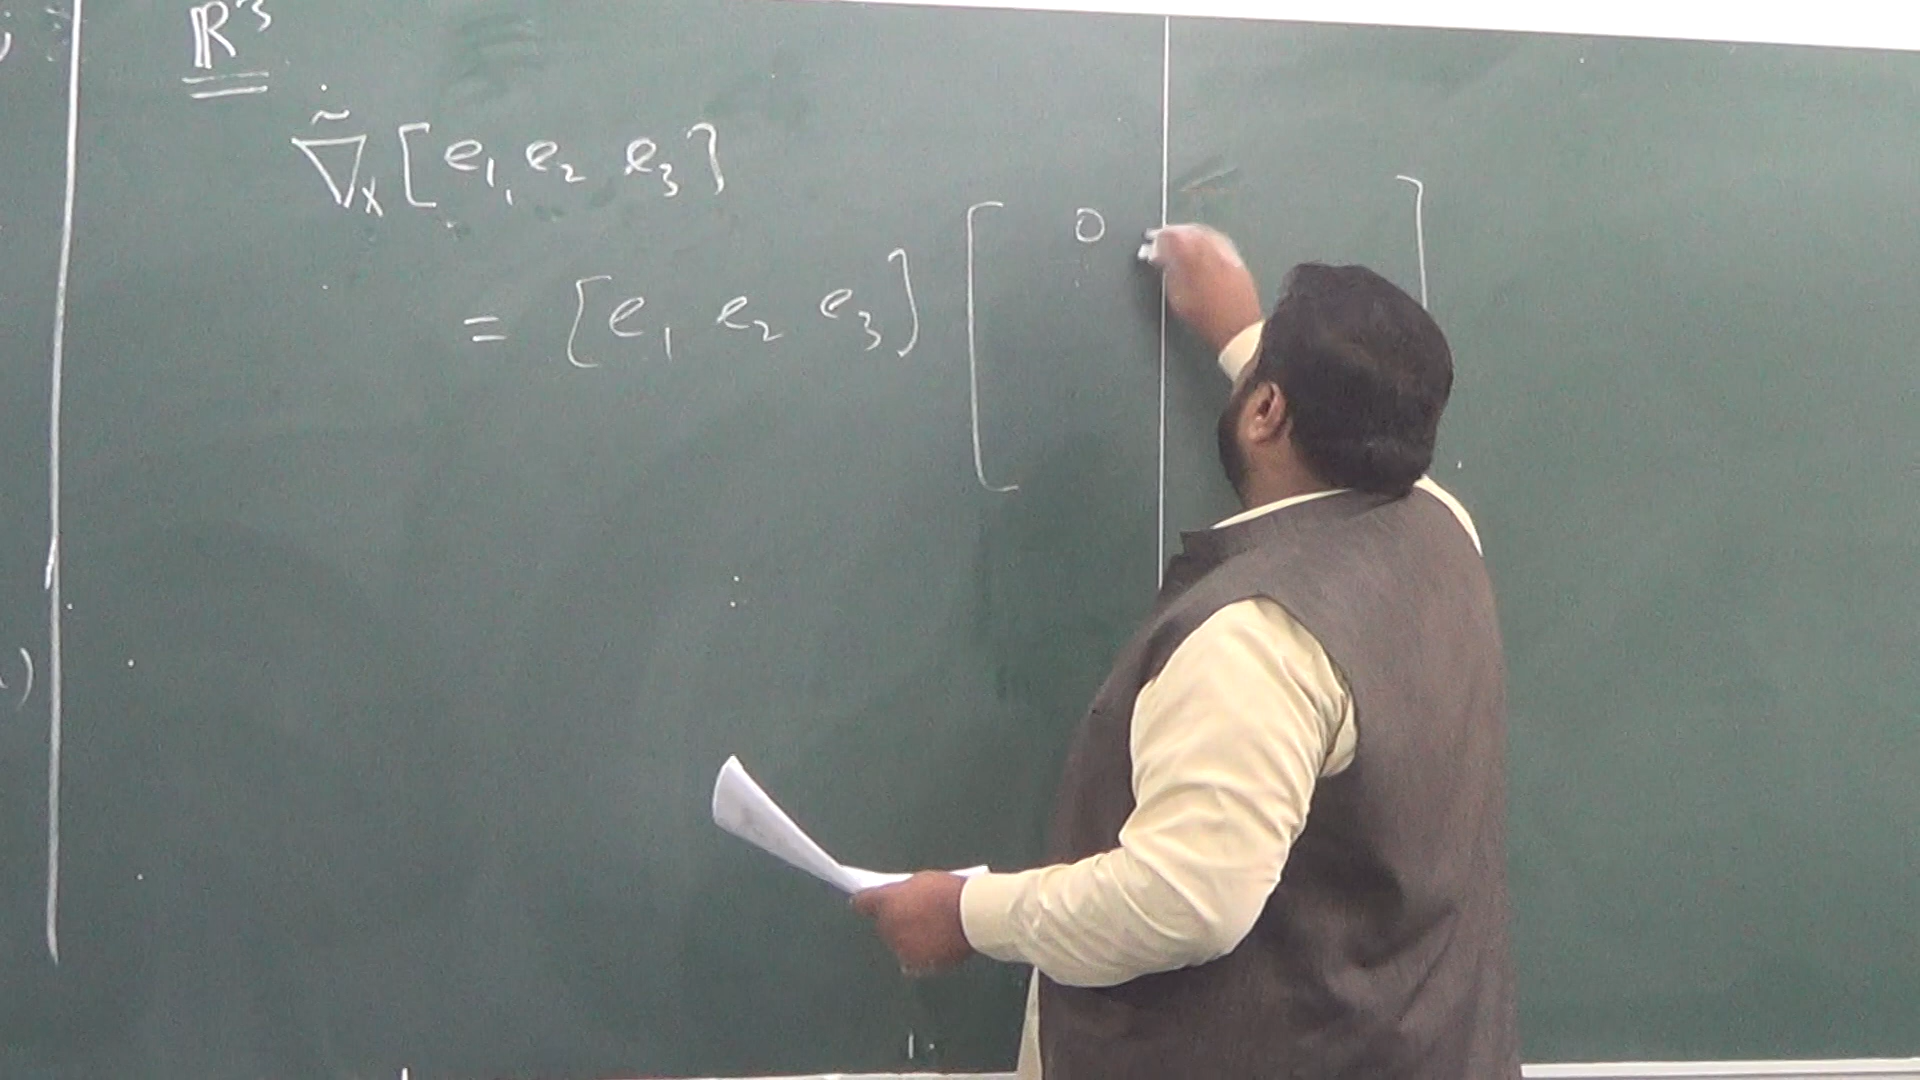 ℝ³
∇̃ₓ [e₁, e₂ e₃]
= [e₁ e₂ e₃] [ 0 ]
)